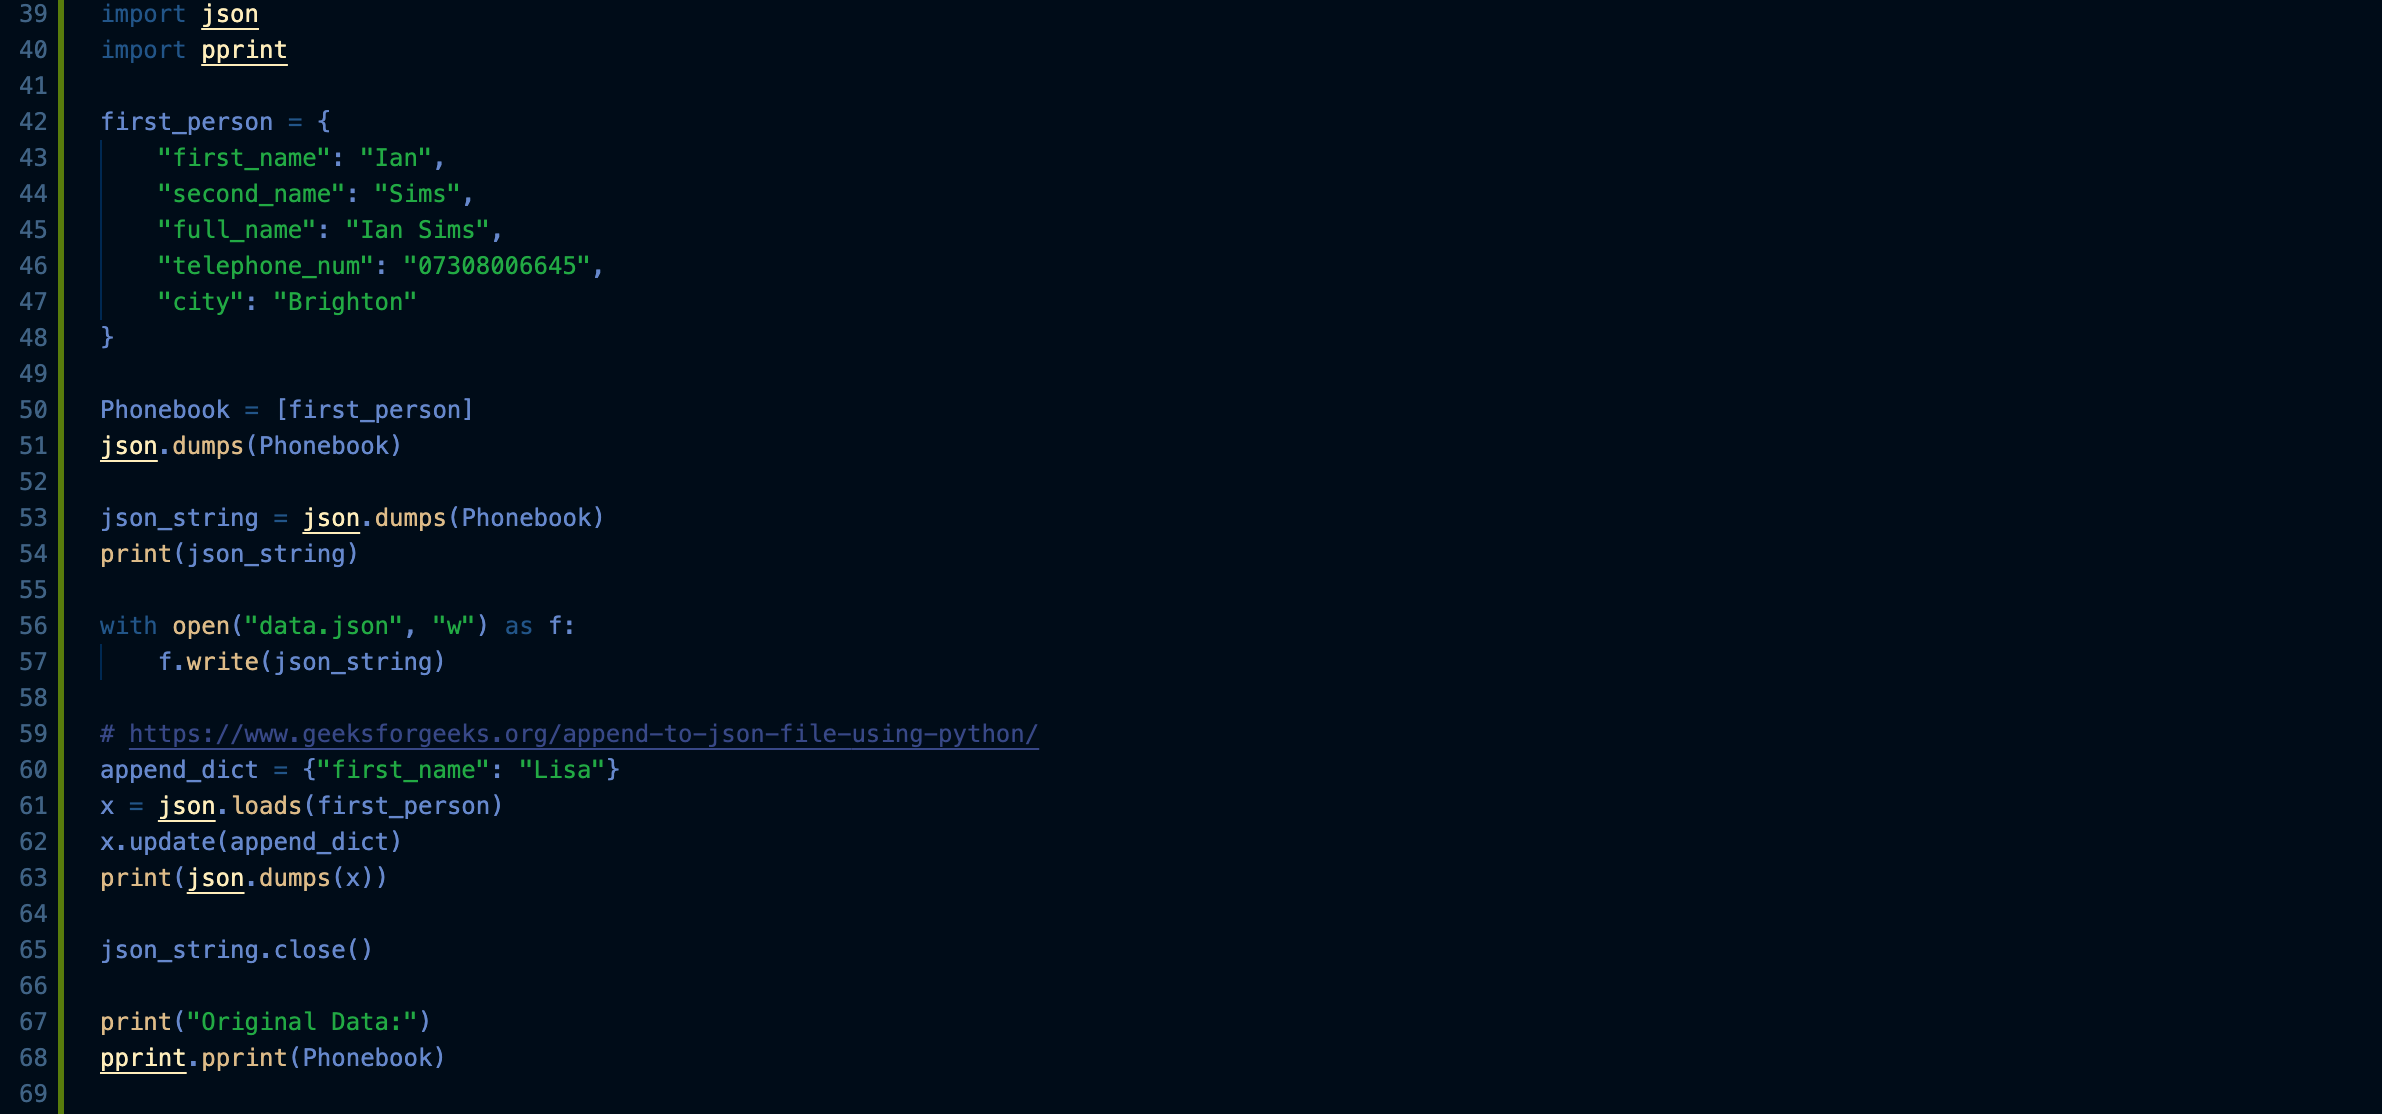 39 import json
40 import pprint
41
42 first_person = {
43     "first_name": "Ian",
44     "second_name": "Sims",
45     "full_name": "Ian Sims",
46     "telephone_num": "07308006645",
47     "city": "Brighton"
48 }
49
50 Phonebook = [first_person]
51 json.dumps(Phonebook)
52
53 json_string = json.dumps(Phonebook)
54 print(json_string)
55
56 with open("data.json", "w") as f:
57     f.write(json_string)
58
59 # https://www.geeksforgeeks.org/append-to-json-file-using-python/
60 append_dict = {"first_name": "Lisa"}
61 x = json.loads(first_person)
62 x.update(append_dict)
63 print(json.dumps(x))
64
65 json_string.close()
66
67 print("Original Data:")
68 pprint.pprint(Phonebook)
69